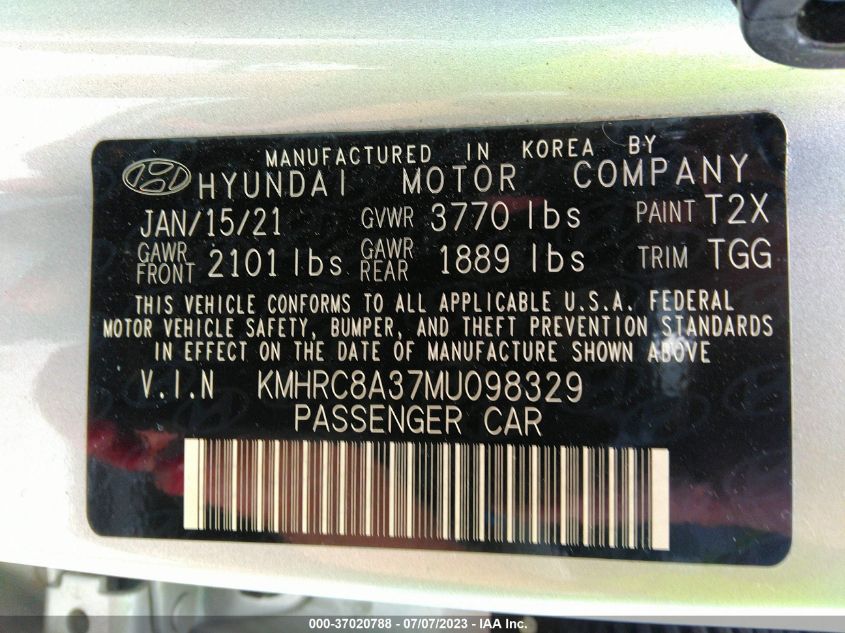 MANUFACTURED IN KOREA BY
HYUNDAI MOTOR COMPANY
JAN/15/21 GVWR 3770 lbs PAINT T2X
GAWR FRONT 2101 lbs GAWR REAR 1889 lbs TRIM TGG
THIS VEHICLE CONFORMS TO ALL APPLICABLE U.S.A. FEDERAL
MOTOR VEHICLE SAFETY, BUMPER, AND THEFT PREVENTION STANDARDS
IN EFFECT ON THE DATE OF MANUFACTURE SHOWN ABOVE
V.I.N KMHRC8A37MU098329
PASSENGER CAR
000-37020788 - 07/07/2023 - IAA Inc.